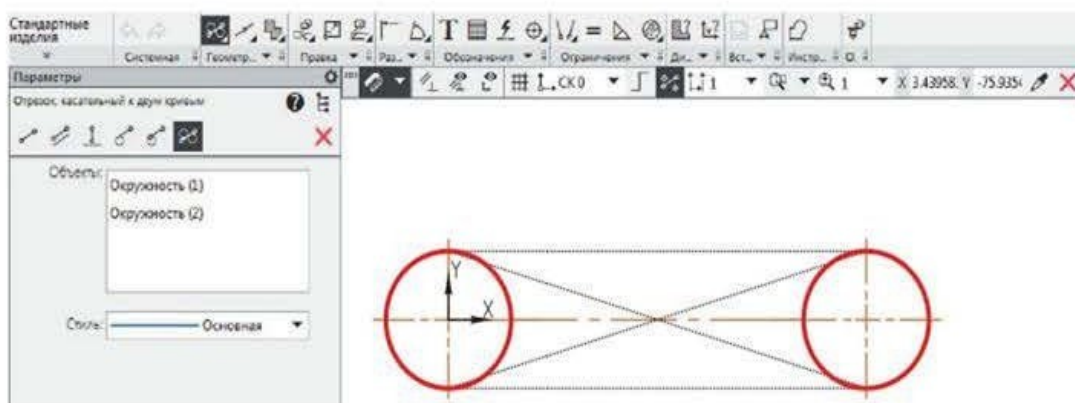 Стандартные
изделия
Системная Геометр... Правка Раз... Обозначения Ограничения Ди... Вст... Инстр... О.
Параметры
СК 0 1 1 X 3.43958 Y -75.935
Отрезок, касательный к двум кривым
Объекты:
Окружность (1)
Окружность (2)
Стиль: Основная
Y
X